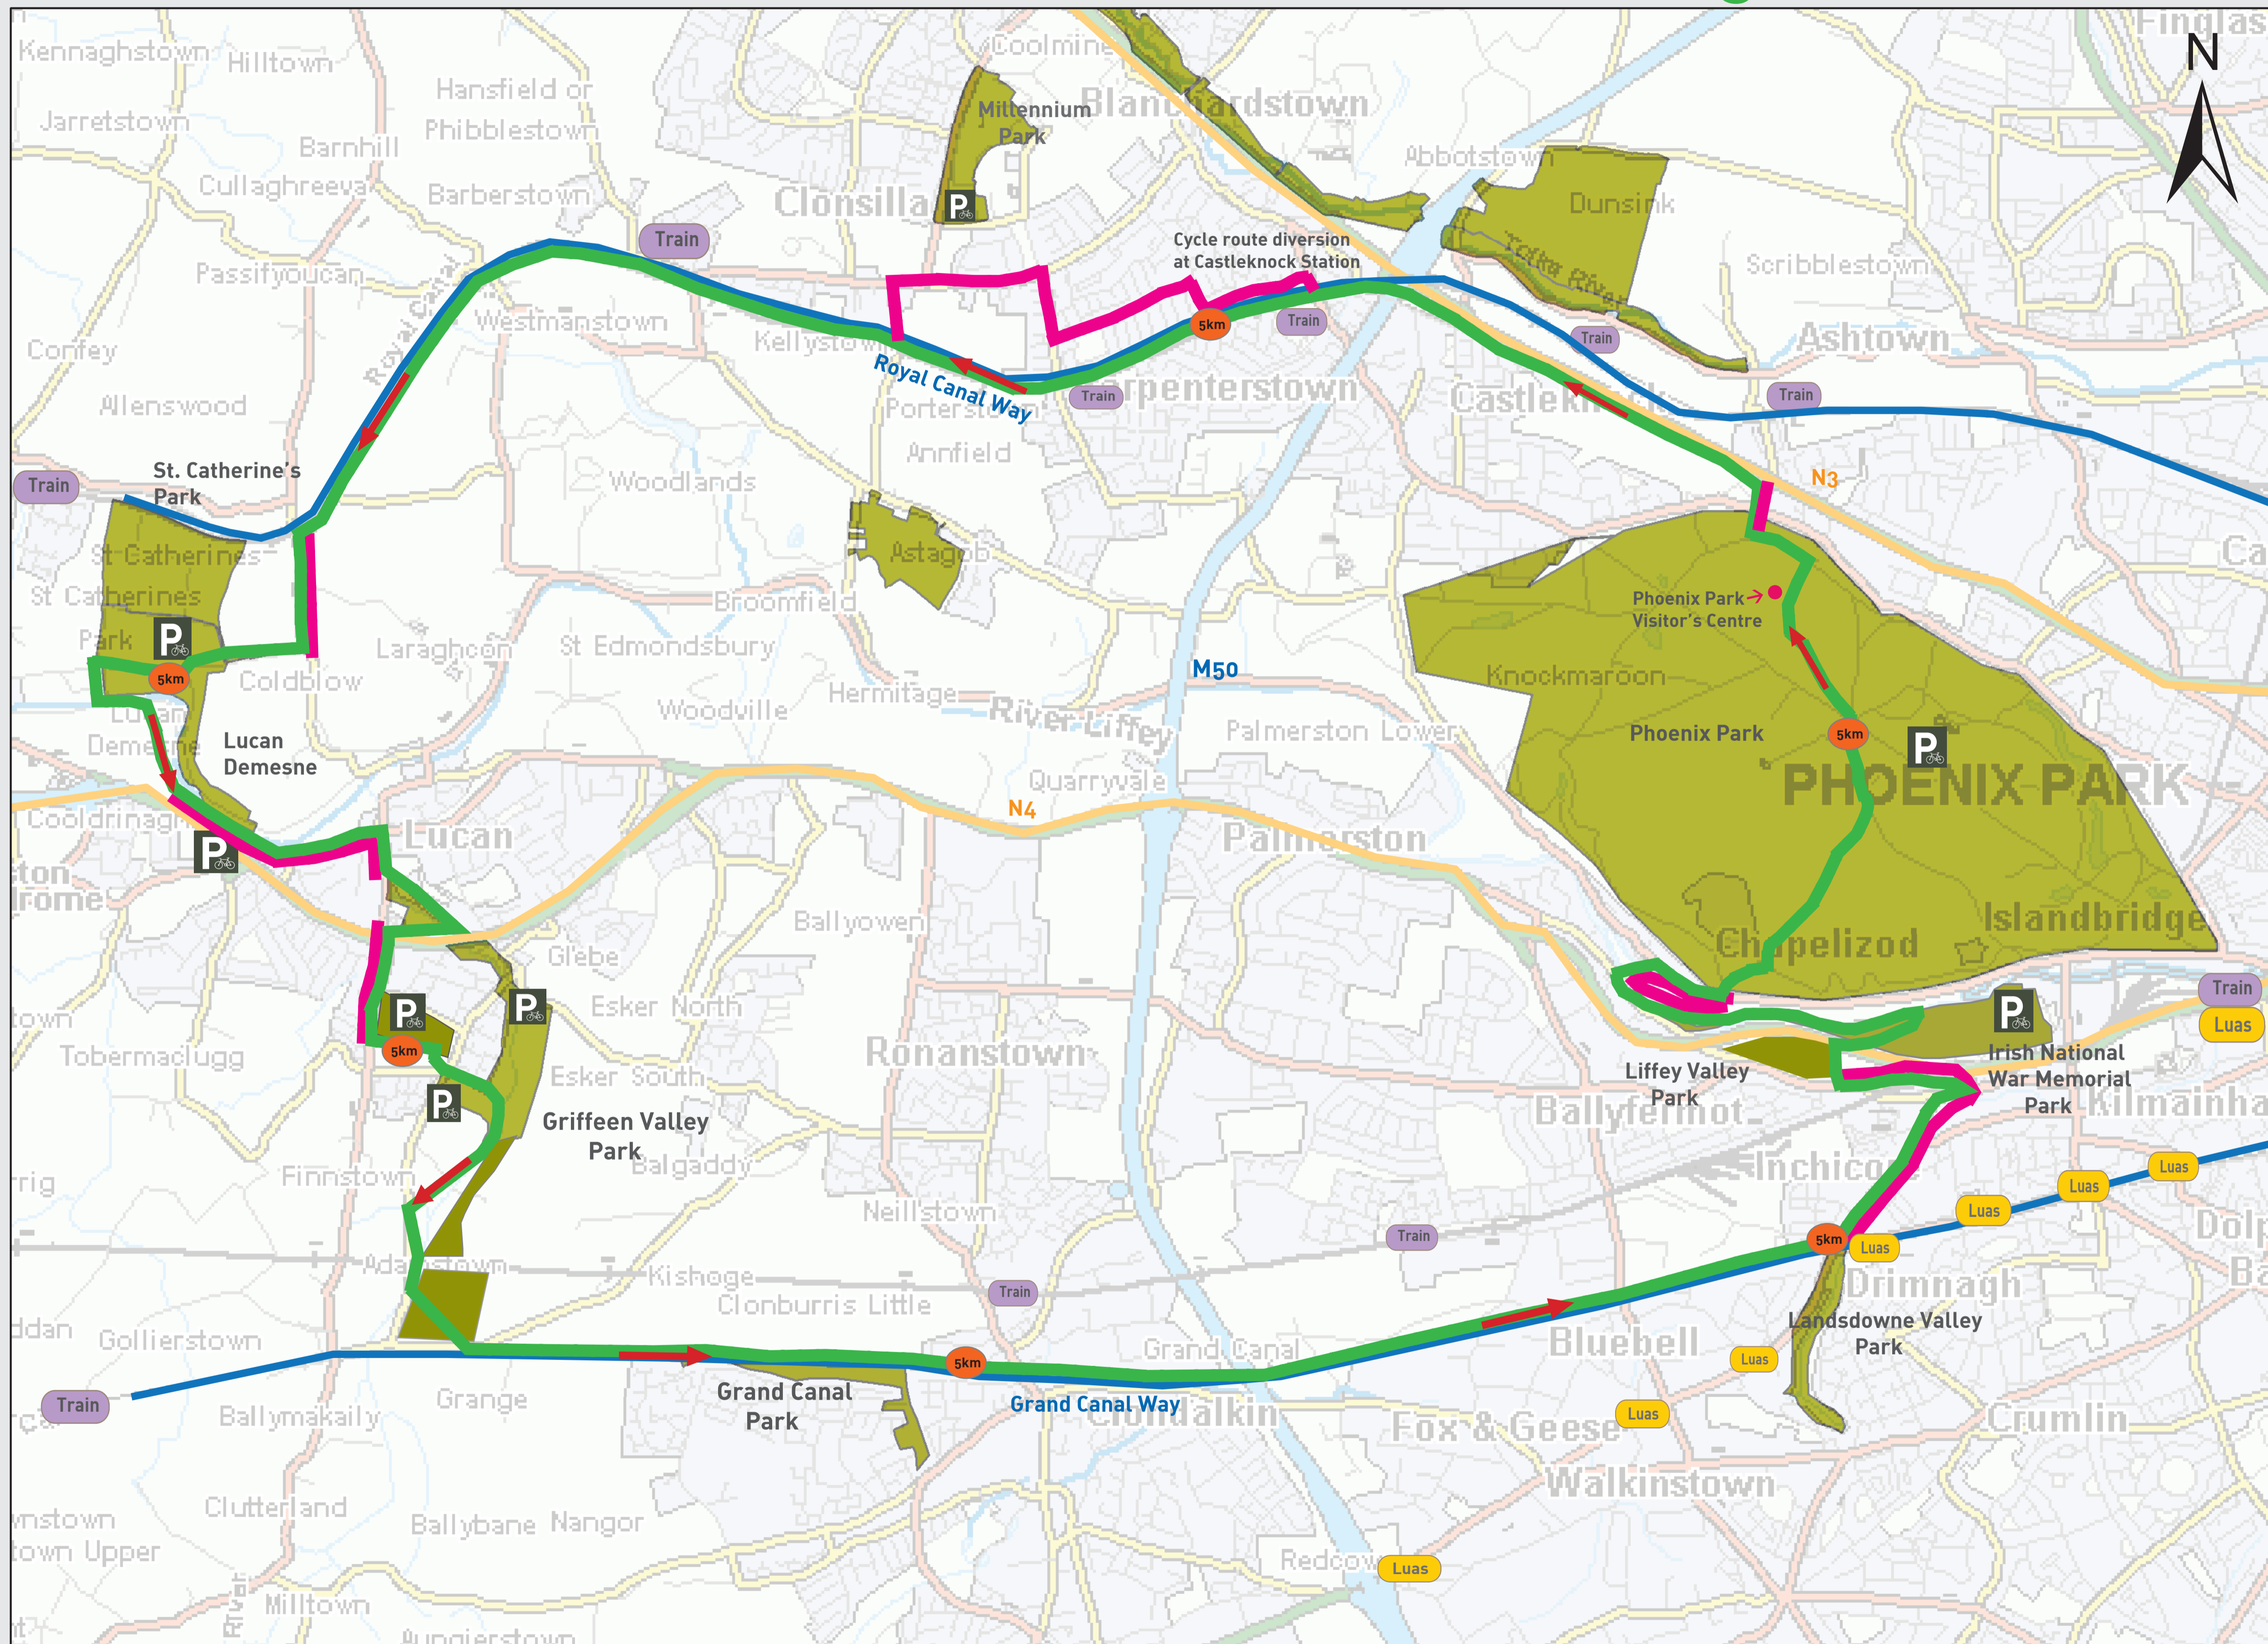 Finglas
N
Kennaghstown
Hilltown
Coolmine
Hansfield or
Phibblestown
Millennium
Park
Blanchardstown
Jarretstown
Barnhill
Abbotstown
Cullaghreeva
Barberstown
Clonsilla
P
Dunsink
Train
Cycle route diversion
at Castleknock Station
Tolka River
Scribblestown
Passifyoucan
Royal Canal
Westmanstown
5km
Train
Train
Ashtown
Confey
Kellystown
Royal Canal Way
Train
Carpenterstown
Castleknock
Train
Allenswood
Porterstown
Annfield
St. Catherine's
Park
Train
Woodlands
N3
St Catherines
Astagob
St Catherines
Park
P
Broomfield
Phoenix Park
Visitor's Centre
Laraghcon
St Edmondsbury
5km
Coldblow
Hermitage
M50
Knockmaroon
Woodville
River Liffey
Palmerston Lower
Phoenix Park
5km
P
Lucan
Demesne
Lucan
Demesne
Quarryvale
PHOENIX PARK
Cooldrinagh
N4
P
Lucan
Palmerston
Ballyowen
Islandbridge
Glebe
Chapelizod
Train
P
P
Esker North
P
Luas
Tobermaclugg
5km
Ronanstown
Irish National
War Memorial
Park
Esker South
Liffey Valley
Park
P
Ballyfermot
Kilmainha
Griffeen Valley
Park
Finnstown
Balgaddy
Inchicore
Luas
Luas
Neillstown
Luas
Train
5km
Luas
Adamstown
Kishoge
Train
Clonburris Little
Drimnagh
Landsdowne Valley
Park
Gollierstown
Grand Canal
Bluebell
Luas
5km
Train
Grange
Grand Canal
Park
Grand Canal Way
Clondalkin
Ballymakaily
Luas
Fox & Geese
Crumlin
Walkinstown
Clutterland
Ballybane
Nangor
town Upper
Redcow
Luas
Milltown
Aungierstown